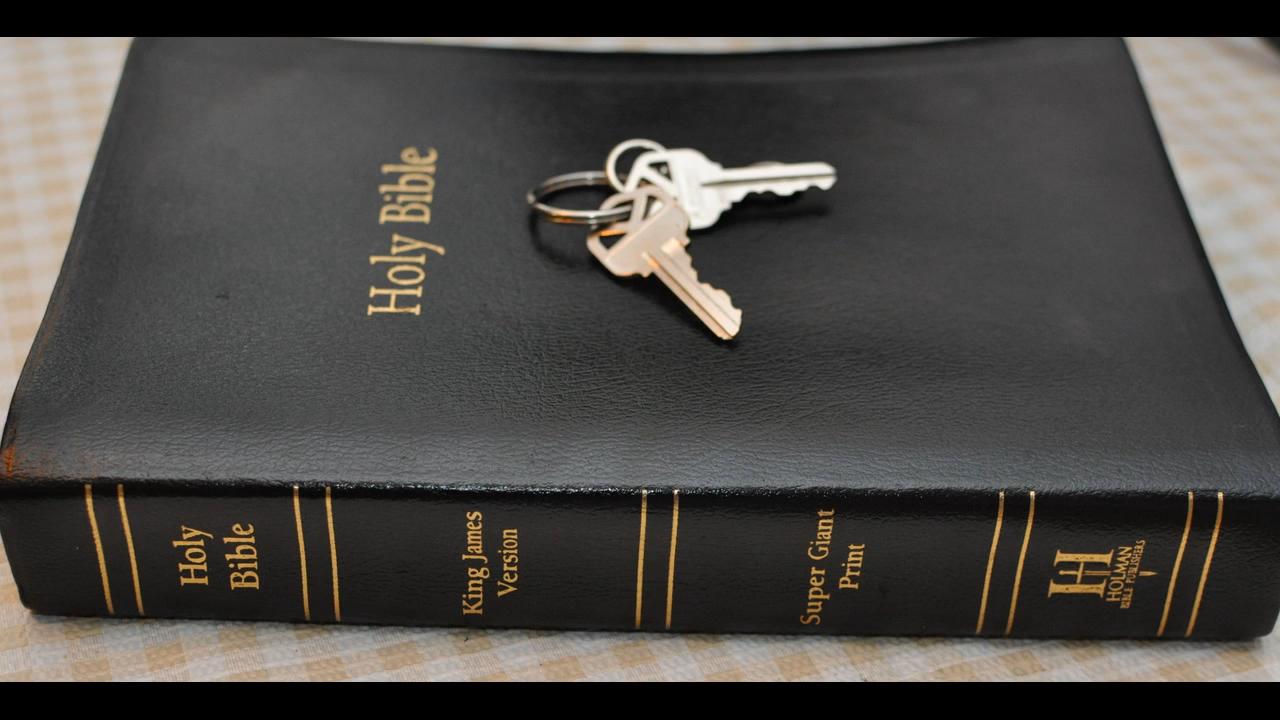 Holy Bible
Holy
Bible
King James
Version
Super Giant
Print
H
HOLMAN
BIBLE PUBLISHERS